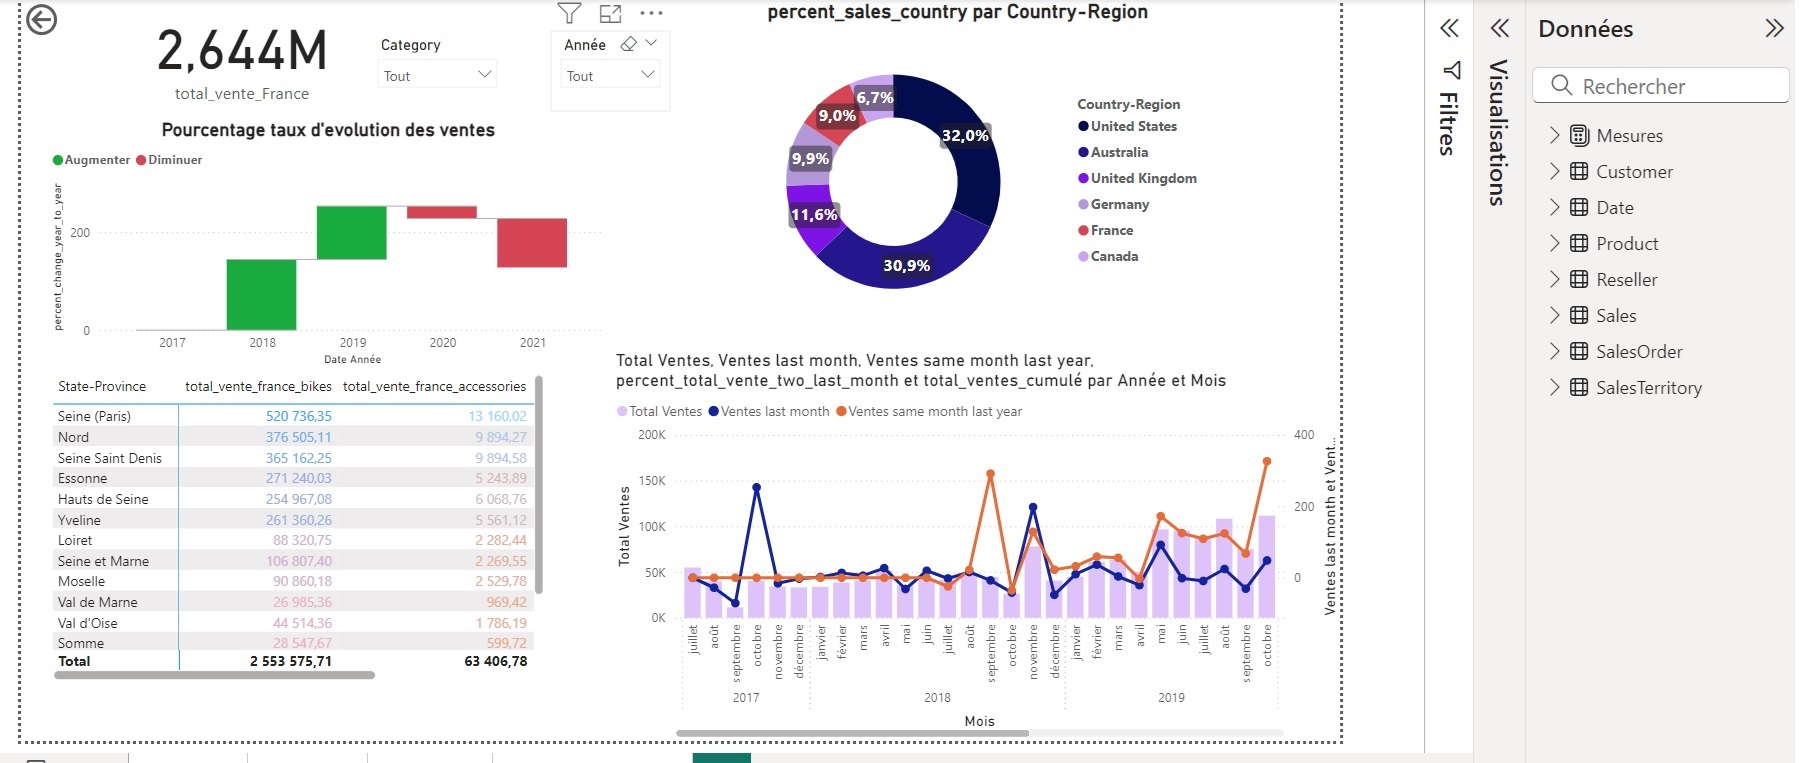 percent_sales_country par Country-Region
2,644M
total_vente_France
Category
Tout
Année
Tout
Pourcentage taux d'evolution des ventes
Augmenter
Diminuer
percent_change_year_to_year
200
0
2017
2018
2019
2020
2021
Date Année
6,7%
9,0%
9,9%
11,6%
30,9%
32,0%
Country-Region
United States
Australia
United Kingdom
Germany
France
Canada
State-Province total_vente_france_bikes total_vente_france_accessories
Seine (Paris) 520 736,35 13 160,02
Nord 376 505,11 9 894,27
Seine Saint Denis 365 162,25 9 894,58
Essonne 271 240,03 5 243,89
Hauts de Seine 254 967,08 6 068,76
Yveline 261 360,26 5 561,12
Loiret 88 320,75 2 282,44
Seine et Marne 106 807,40 2 269,55
Moselle 90 860,18 2 529,78
Val de Marne 26 985,36 969,42
Val d'Oise 44 514,36 1 786,19
Somme 28 547,67 599,72
Total 2 553 575,71 63 406,78
Total Ventes, Ventes last month, Ventes same month last year,
percent_total_vente_two_last_month et total_ventes_cumulé par Année et Mois
Total Ventes Ventes last month Ventes same month last year
Total Ventes
200K
150K
100K
50K
0K
400
200
0
Ventes last month et Vent...
juillet
août
septembre
octobre
novembre
décembre
janvier
février
mars
avril
mai
juin
juillet
août
septembre
octobre
novembre
décembre
janvier
février
mars
avril
mai
juin
juillet
août
septembre
octobre
2017
2018
2019
Mois
Filtres
Visualisations
Données
Rechercher
Mesures
Customer
Date
Product
Reseller
Sales
SalesOrder
SalesTerritory